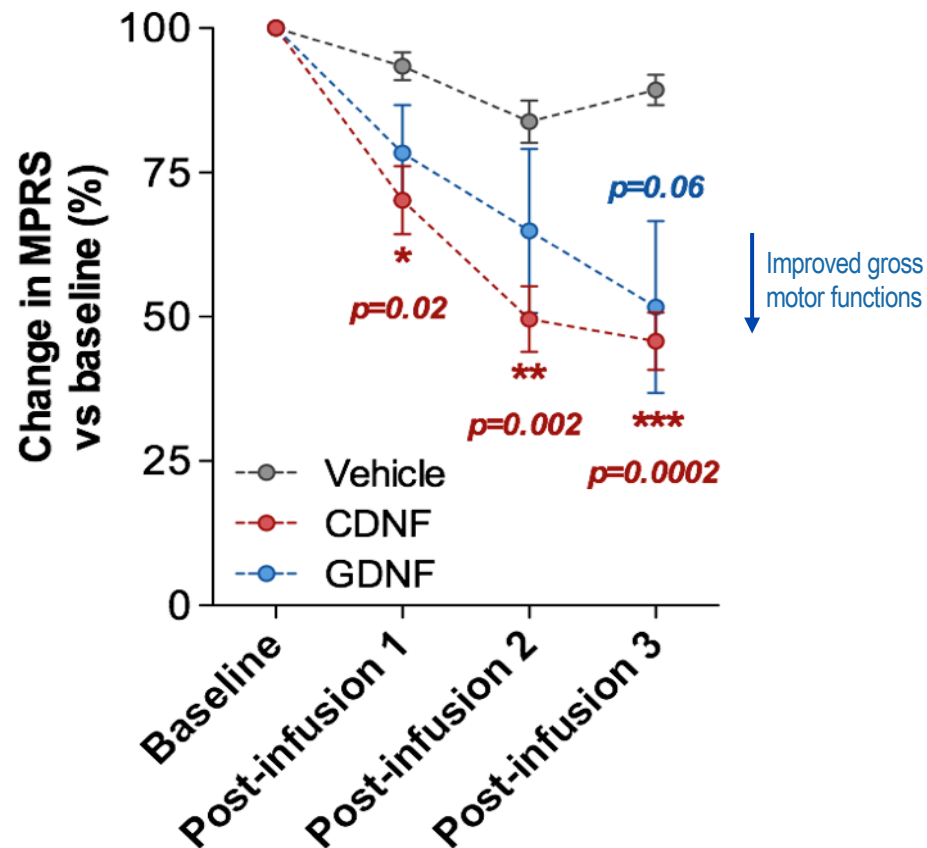 Change in MPRS
vs baseline (%)
100
75
50
25
0
p=0.06
*
p=0.02
**
p=0.002
***
p=0.0002
Improved gross
motor functions
Vehicle
CDNF
GDNF
Baseline
Post-infusion 1
Post-infusion 2
Post-infusion 3